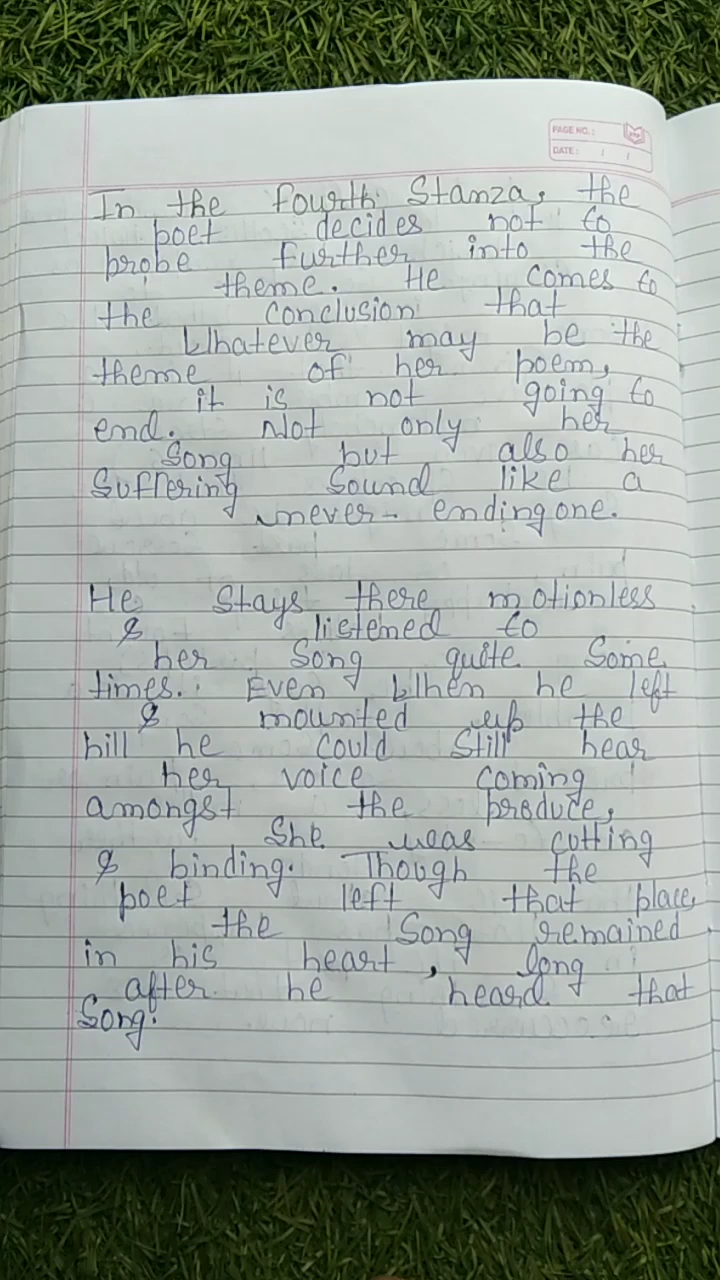 PAGE NO.:
DATE: / /
In the fourth Stanza, the
poet decides not to
probe further into the
theme. He comes to
the conclusion that
Whatever may be the
theme of her poem,
it is not going to
end. Not only her
Song but also her
Suffering Sound like a
never- ending one.
He Stays there motionless
& listened to
her Song quite Some
times. Even When he left
& mounted up the
hill he could Still hear
her voice coming
amongst the produce,
She was cutting
& binding. Though the
poet left that place,
the Song remained
in his heart, long
after he heard that
Song.